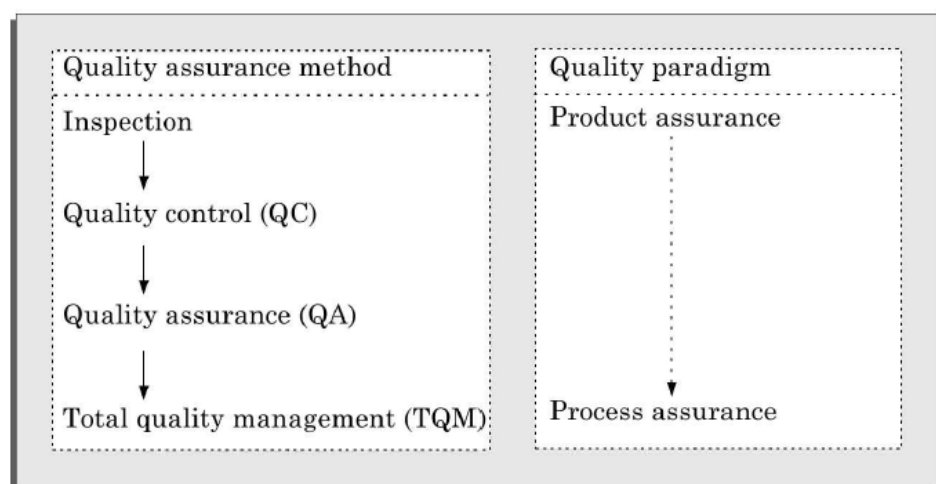 Quality assurance method
Inspection
Quality control (QC)
Quality assurance (QA)
Total quality management (TQM)
Quality paradigm
Product assurance
Process assurance